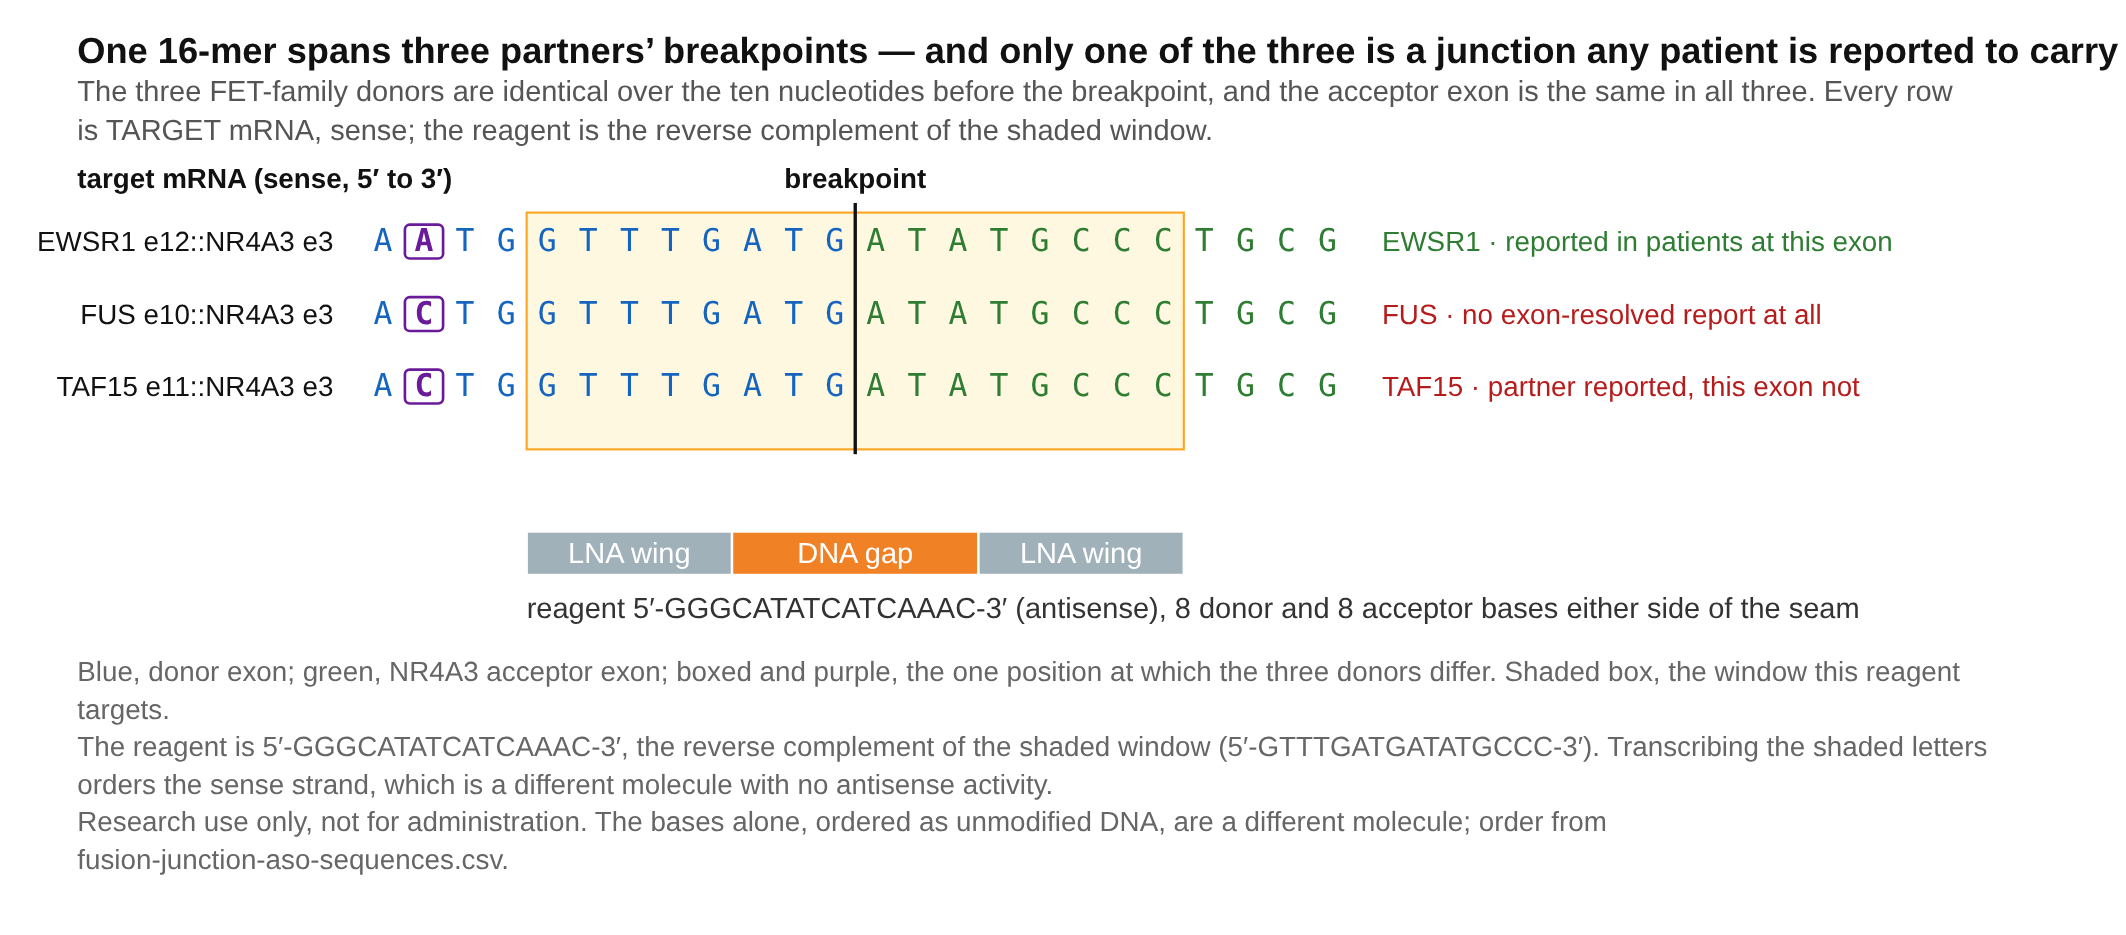 One 16-mer spans three partners’ breakpoints — and only one of the three is a junction any patient is reported to carry
The three FET-family donors are identical over the ten nucleotides before the breakpoint, and the acceptor exon is the same in all three. Every row
is TARGET mRNA, sense; the reagent is the reverse complement of the shaded window.
target mRNA (sense, 5′ to 3′) breakpoint
EWSR1 e12::NR4A3 e3 A A T G G T T T G A T G A T A T G C C C T G C G EWSR1 · reported in patients at this exon
FUS e10::NR4A3 e3 A C T G G T T T G A T G A T A T G C C C T G C G FUS · no exon-resolved report at all
TAF15 e11::NR4A3 e3 A C T G G T T T G A T G A T A T G C C C T G C G TAF15 · partner reported, this exon not
LNA wing DNA gap LNA wing
reagent 5′-GGGCATATCATCAAAC-3′ (antisense), 8 donor and 8 acceptor bases either side of the seam
Blue, donor exon; green, NR4A3 acceptor exon; boxed and purple, the one position at which the three donors differ. Shaded box, the window this reagent
targets.
The reagent is 5′-GGGCATATCATCAAAC-3′, the reverse complement of the shaded window (5′-GTTTGATGATATGCCC-3′). Transcribing the shaded letters
orders the sense strand, which is a different molecule with no antisense activity.
Research use only, not for administration. The bases alone, ordered as unmodified DNA, are a different molecule; order from
fusion-junction-aso-sequences.csv.